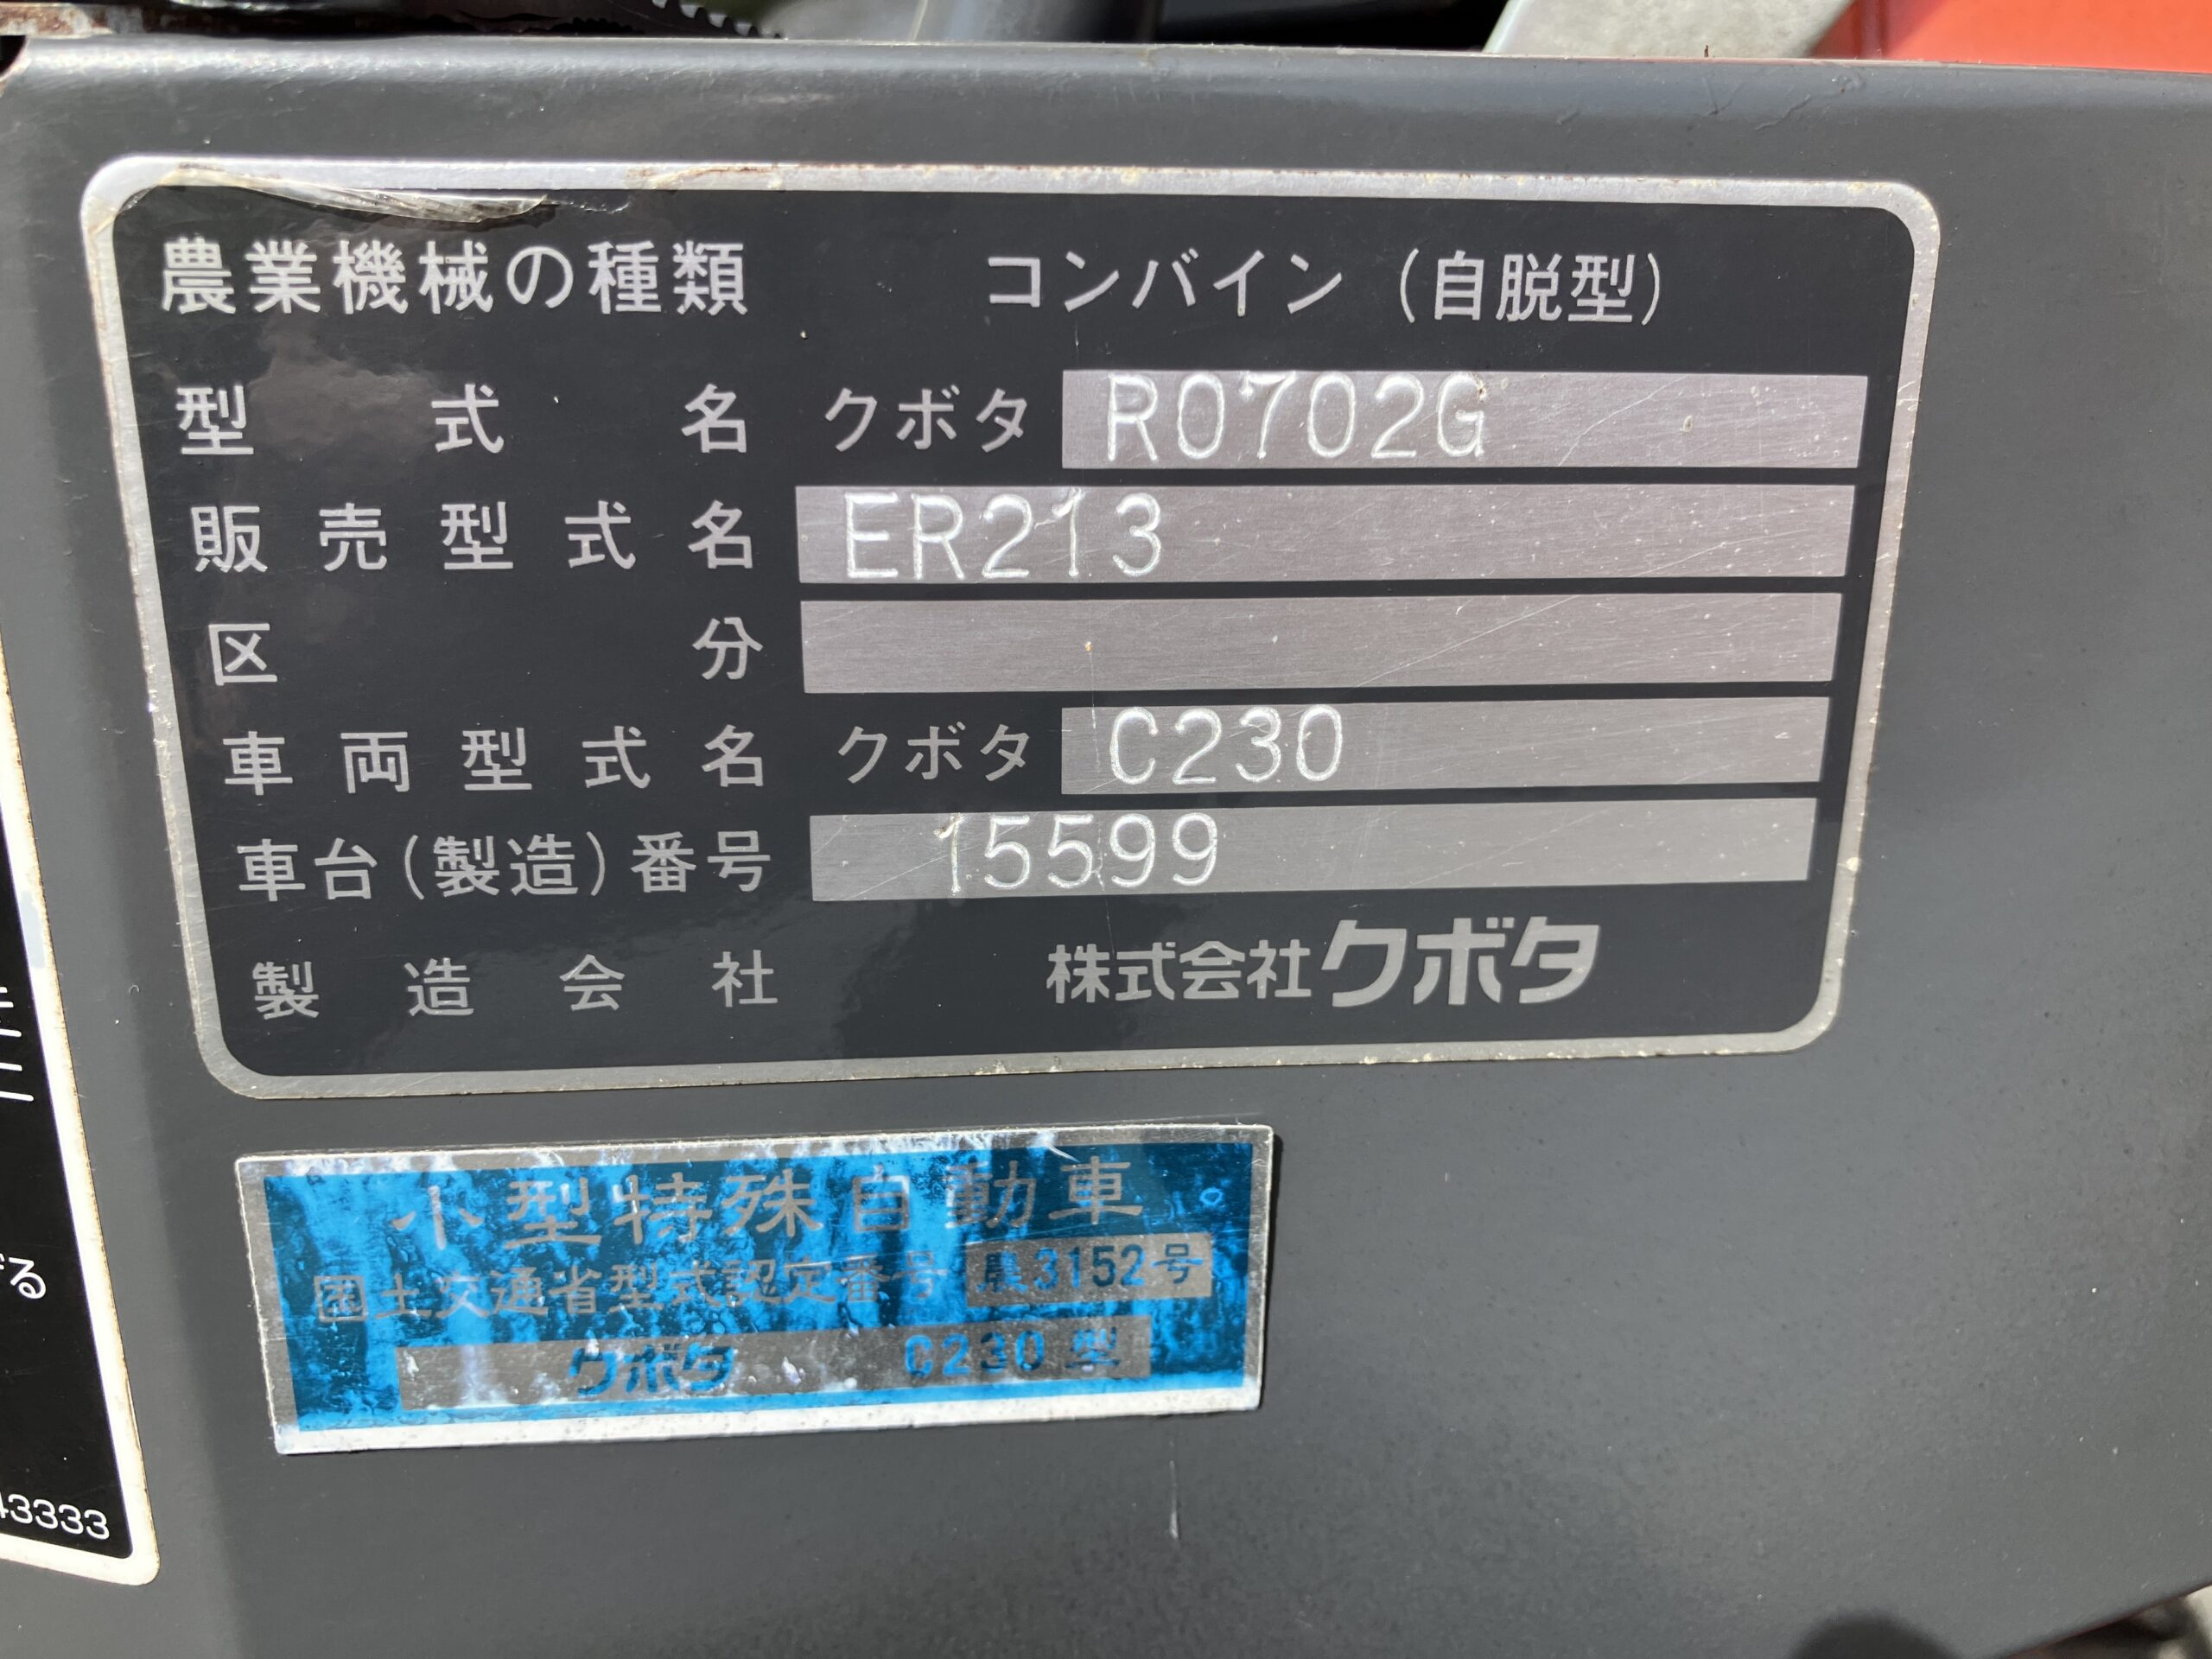 農業機械の種類 コンバイン(自脱型)
型式名 クボタ R0702G
販売型式名 ER213
区分
車両型式名 クボタ C230
車台(製造)番号 15599
製造会社 株式会社クボタ
小型特殊自動車
国土交通省型式認定番号 農3152号
クボタ C230型
る
43333